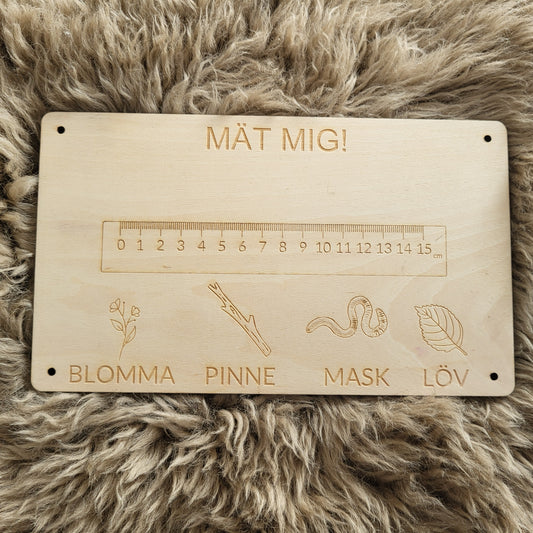 MÄT MIG!
0 1 2 3 4 5 6 7 8 9 10 11 12 13 14 15 cm
BLOMMA PINNE MASK LÖV